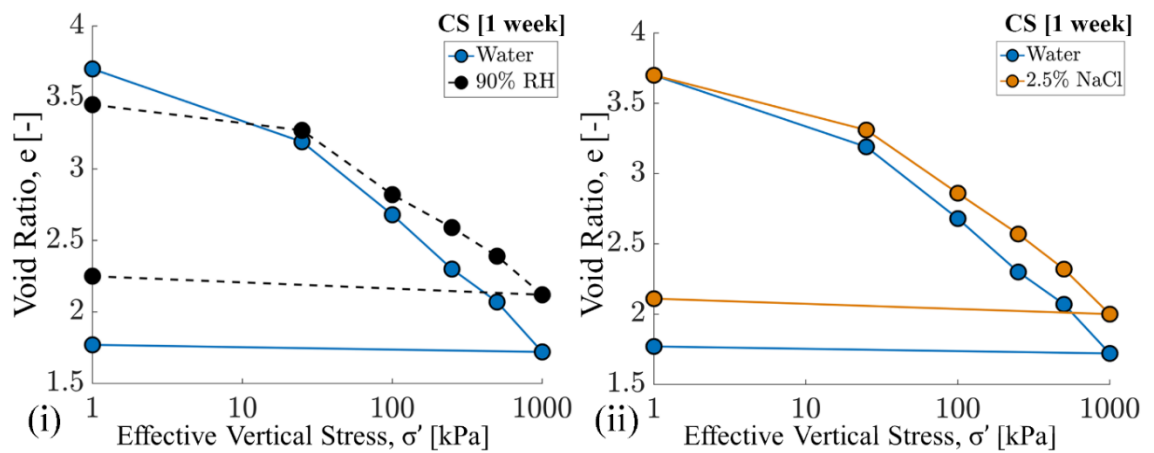 CS [1 week]
Water
90% RH
4
3.5
3
2.5
2
1.5
Void Ratio, e [-]
1
10
100
1000
Effective Vertical Stress, σ' [kPa]
(i)
CS [1 week]
Water
2.5% NaCl
4
3.5
3
2.5
2
1.5
Void Ratio, e [-]
1
10
100
1000
Effective Vertical Stress, σ' [kPa]
(ii)